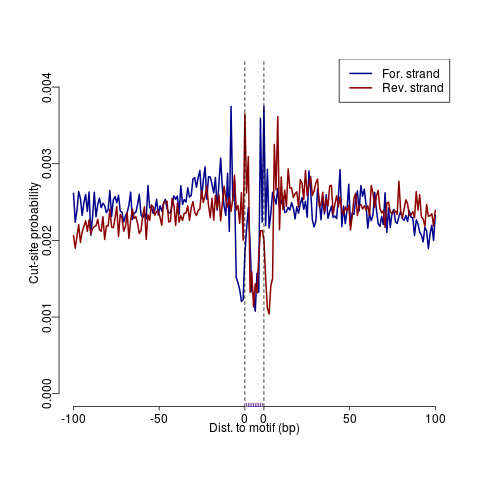 For. strand
Rev. strand
Cut-site probability
0.004
0.003
0.002
0.001
0.000
-100
-50
0
0
50
100
Dist. to motif (bp)